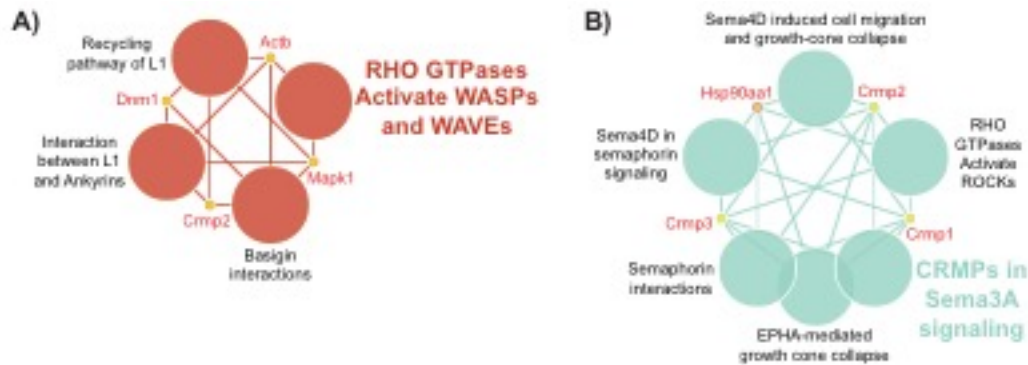 A)
Recycling
pathway of L1
Actb
RHO GTPases
Activate WASPs
and WAVEs
Dnm1
Interaction
between L1
and Ankyrins
Mapk1
Crmp2
Basigin
interactions
B)
Sema4D induced cell migration
and growth-cone collapse
Hsp90aa1
Crmp2
Sema4D in
semaphorin
signaling
RHO
GTPases
Activate
ROCKs
Crmp3
Crmp1
Semaphorin
interactions
CRMPs in
Sema3A
signaling
EPHA-mediated
growth cone collapse